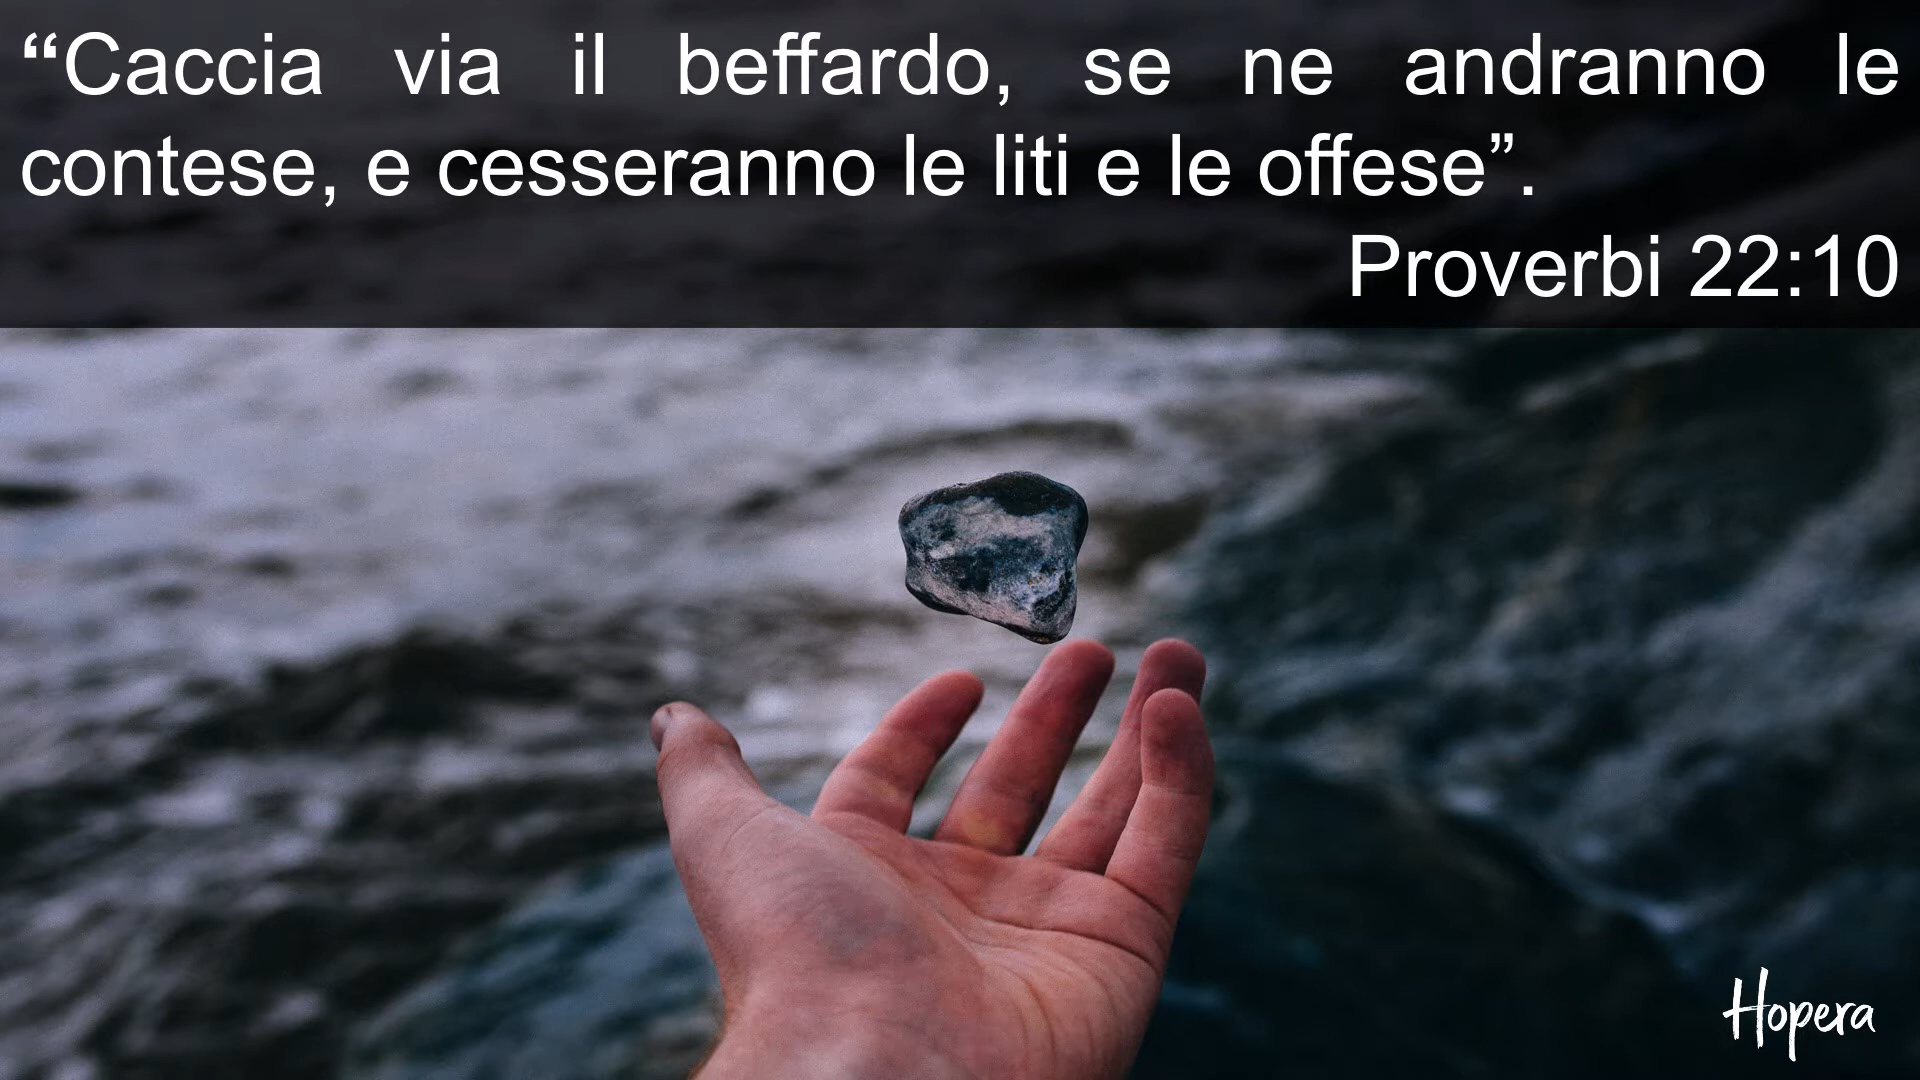 “Caccia via il beffardo, se ne andranno le
contese, e cesseranno le liti e le offese”.
Proverbi 22:10
Hopera